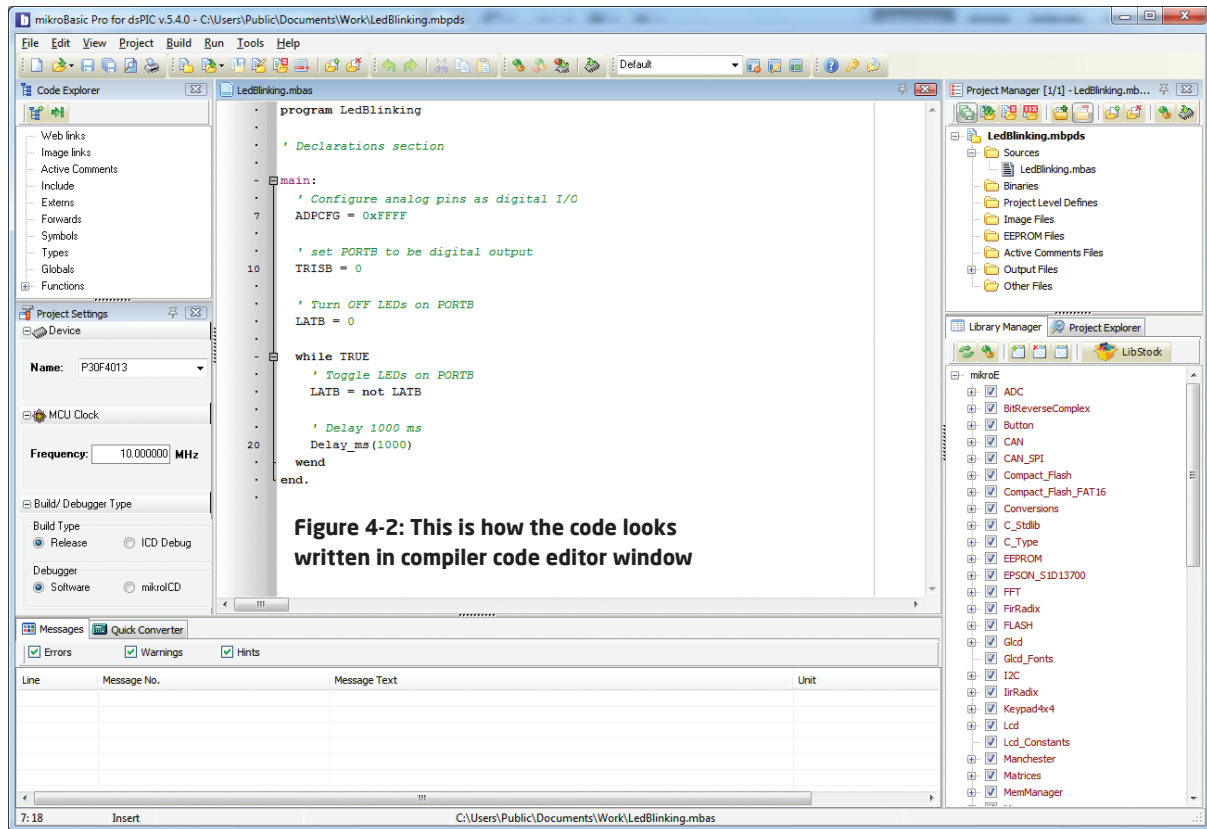 mikroBasic Pro for dsPIC v.5.4.0 - C:\Users\Public\Documents\Work\LedBlinking.mbpds
File Edit View Project Build Run Tools Help
Default
Code Explorer
Web links
Image links
Active Comments
Include
Externs
Forwards
Symbols
Types
Globals
Functions
Project Settings
Device
Name: P30F4013
MCU Clock
Frequency: 10.000000 MHz
Build/ Debugger Type
Build Type
Release ICD Debug
Debugger
Software mikroICD
LedBlinking.mbas
program LedBlinking
' Declarations section
main:
' Configure analog pins as digital I/O
7 ADPCFG = 0xFFFF
' set PORTB to be digital output
10 TRISB = 0
' Turn OFF LEDs on PORTB
LATB = 0
while TRUE
' Toggle LEDs on PORTB
LATB = not LATB
' Delay 1000 ms
20 Delay_ms(1000)
wend
end.
Figure 4-2: This is how the code looks
written in compiler code editor window
Project Manager [1/1] - LedBlinking.mb...
LedBlinking.mbpds
Sources
LedBlinking.mbas
Binaries
Project Level Defines
Image Files
EEPROM Files
Active Comments Files
Output Files
Other Files
Library Manager Project Explorer
LibStock
mikroE
ADC
BitReverseComplex
Button
CAN
CAN_SPI
Compact_Flash
Compact_Flash_FAT16
Conversions
C_Stdlib
C_Type
EEPROM
EPSON_S1D13700
FFT
FirRadix
FLASH
Glcd
Glcd_Fonts
I2C
IirRadix
Keypad4x4
Lcd
Lcd_Constants
Manchester
Matrices
MemManager
Messages Quick Converter
Errors Warnings Hints
Line Message No. Message Text Unit
7: 18 Insert C:\Users\Public\Documents\Work\LedBlinking.mbas